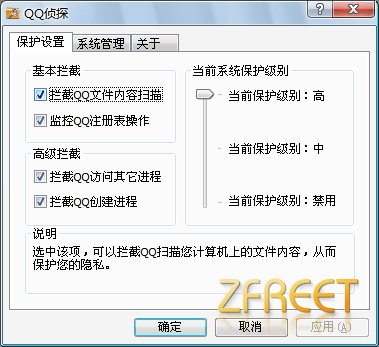 QQ侦探
保护设置 系统管理 关于
基本拦截
拦截QQ文件内容扫描
监控QQ注册表操作
高级拦截
拦截QQ访问其它进程
拦截QQ创建进程
当前系统保护级别
当前保护级别：高
当前保护级别：中
当前保护级别：禁用
说明
选中该项，可以拦截QQ扫描您计算机上的文件内容，从而
保护您的隐私。
ZFREET
确定 取消 应用(A)